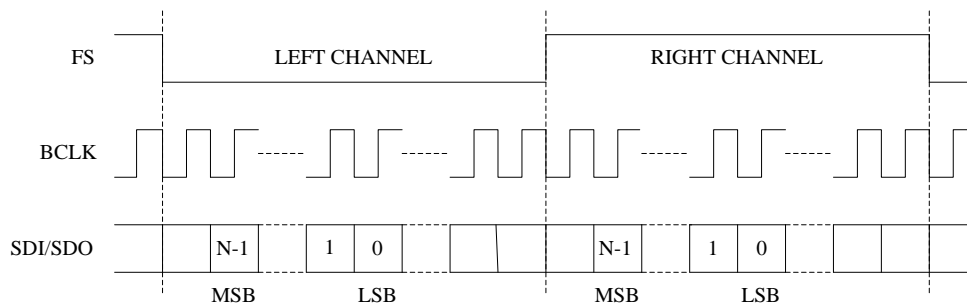 FS LEFT CHANNEL RIGHT CHANNEL
BCLK
SDI/SDO N-1 1 0 N-1 1 0
MSB LSB MSB LSB